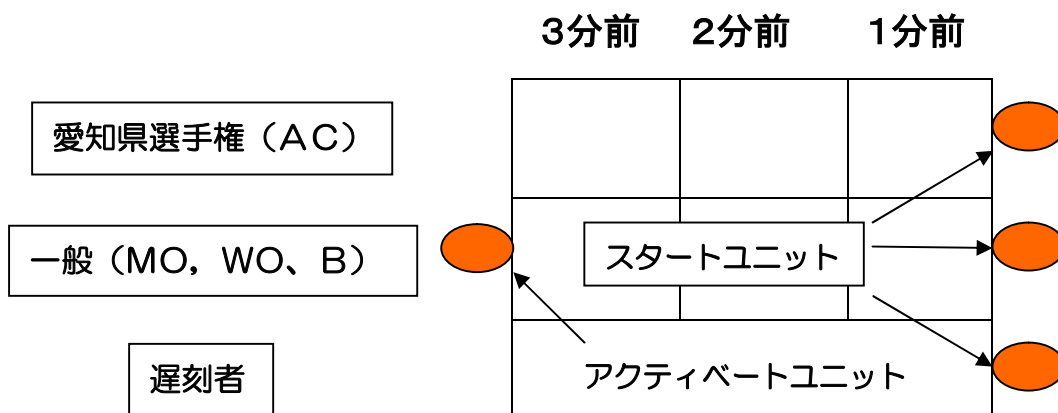 ３分前 ２分前 １分前
愛知県選手権（ＡＣ）
一般（ＭＯ，ＷＯ、Ｂ）
スタートユニット
遅刻者
アクティベートユニット